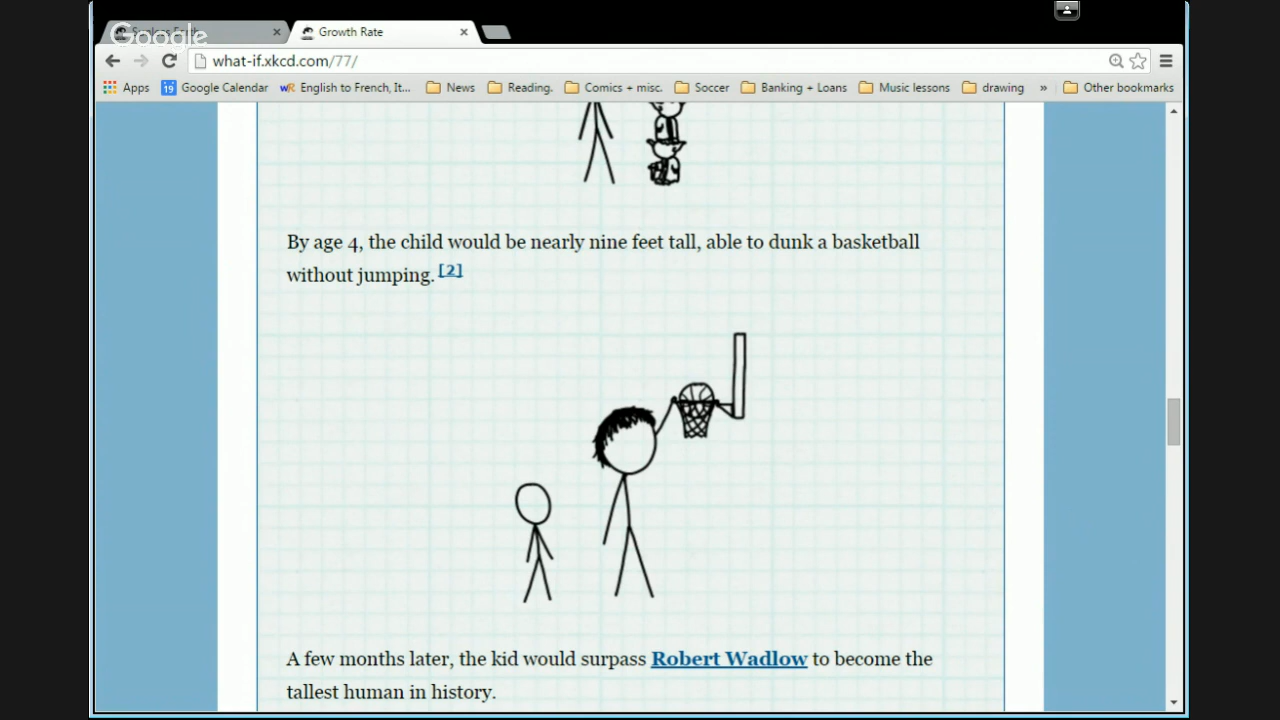 Google
Growth Rate
what-if.xkcd.com/77/
Apps
19
Google Calendar
WR English to French, It...
News
Reading.
Comics + misc.
Soccer
Banking + Loans
Music lessons
drawing
»
Other bookmarks
By age 4, the child would be nearly nine feet tall, able to dunk a basketball
without jumping. [2]
A few months later, the kid would surpass Robert Wadlow to become the
tallest human in history.